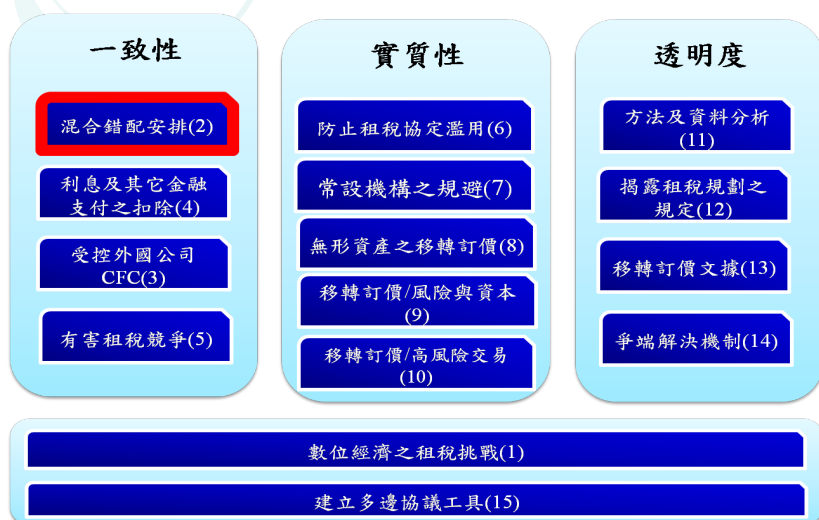 一致性
混合錯配安排(2)
利息及其它金融
支付之扣除(4)
受控外國公司
CFC(3)
有害租稅競爭(5)
實質性
防止租稅協定濫用(6)
常設機構之規避(7)
無形資產之移轉訂價(8)
移轉訂價/風險與資本
(9)
移轉訂價/高風險交易
(10)
透明度
方法及資料分析
(11)
揭露租稅規劃之
規定(12)
移轉訂價文據(13)
爭端解決機制(14)
數位經濟之租稅挑戰(1)
建立多邊協議工具(15)